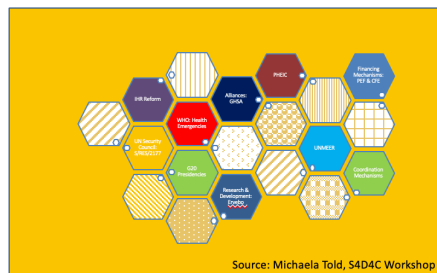 PHEIC
Financing
Mechanisms:
PEF & CFE
IHR Reform
Alliances:
GHSA
WHO: Health
Emergencies
UN Security
Council:
S/RES/2177
UNMEER
G20
Presidencies
Coordination
Mechanisms
Research &
Development:
Ervebo
Source: Michaela Told, S4D4C Workshop